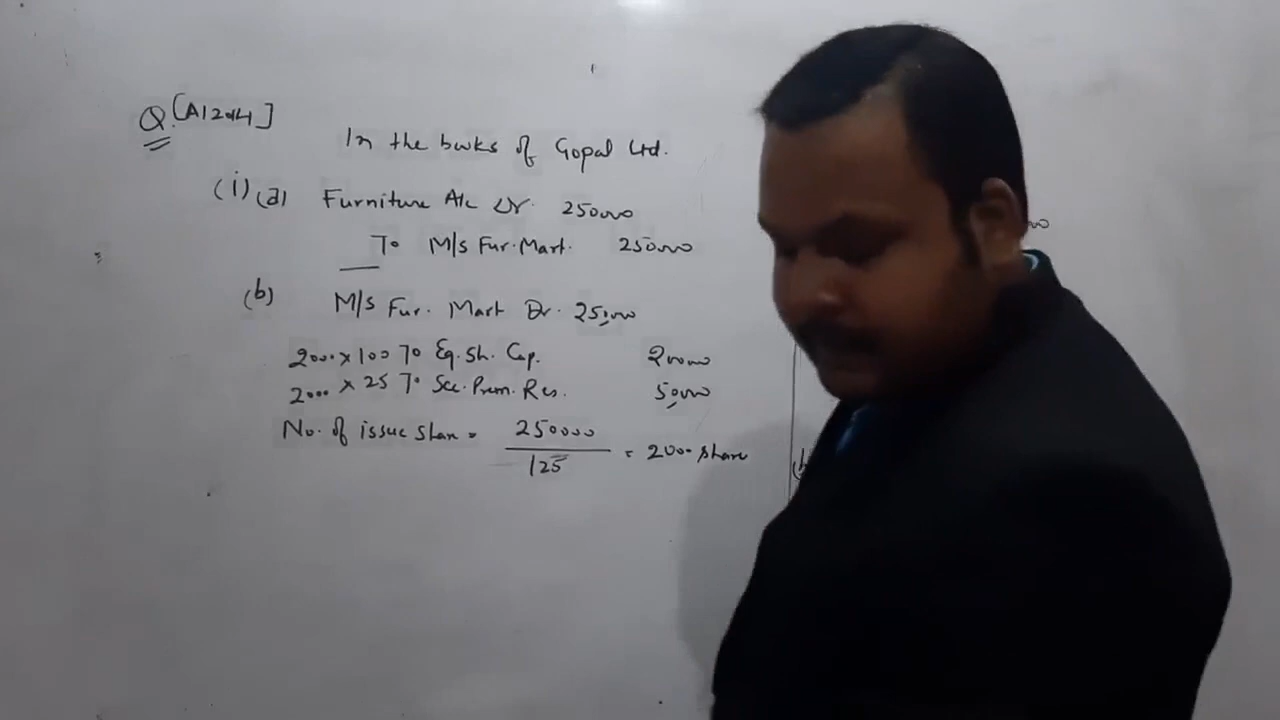 Q. [AI2014]
In the books of Gopal Ltd.
(i) (a) Furniture A/c Dr. 250000
To M/s Fur. Mart. 250000
(b) M/s Fur. Mart Dr. 250000
2000 x 100 To Eq. Sh. Cap. 200000
2000 x 25 To Sec. Prem. Res. 50000
No. of issue Share = 250000
125 = 2000 share